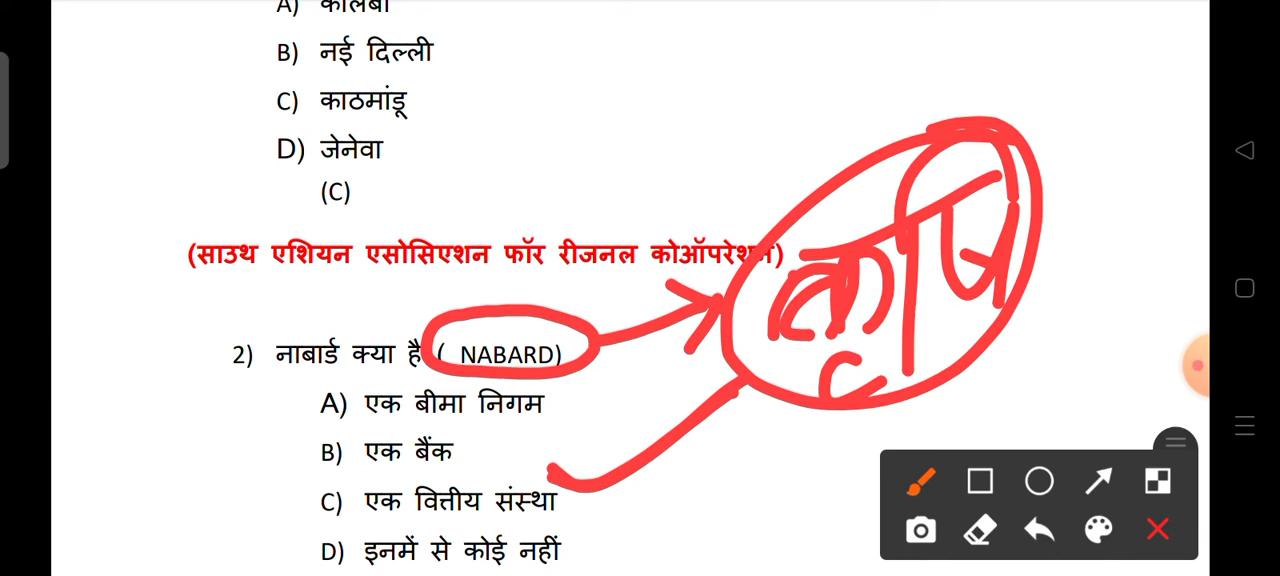 A) कोलंबो
B) नई दिल्ली
C) काठमांडू
D) जेनेवा
(C)
(साउथ एशियन एसोसिएशन फॉर रीजनल कोऑपरेशन)
2) नाबार्ड क्या है ( NABARD)
कृषि
A) एक बीमा निगम
B) एक बैंक
C) एक वित्तीय संस्था
D) इनमें से कोई नहीं